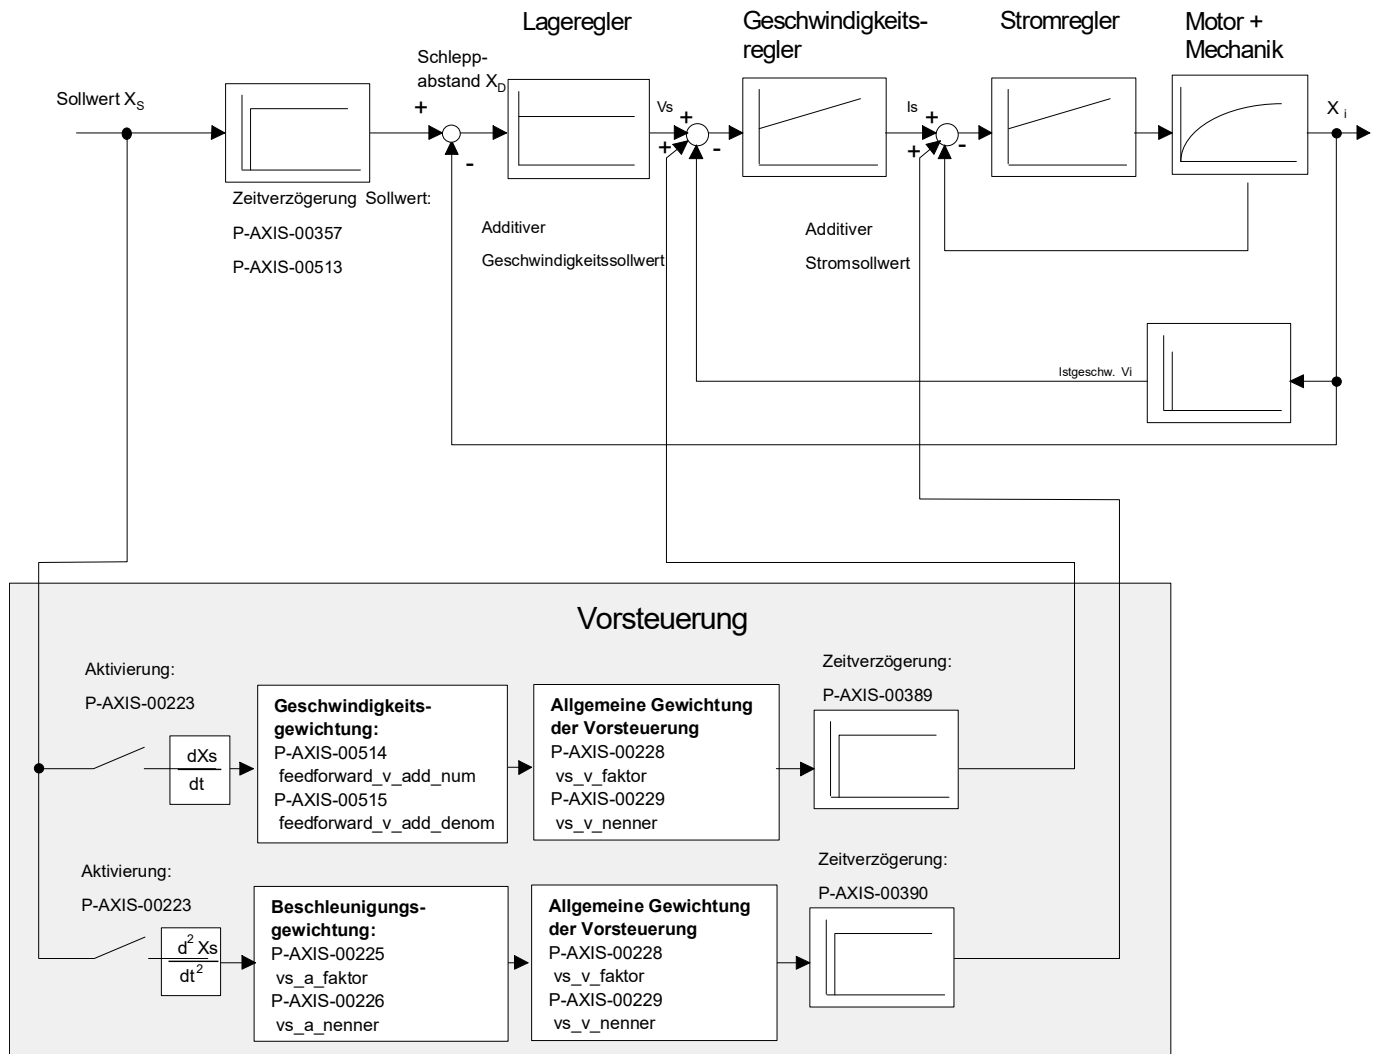 Lageregler
Geschwindigkeits-
regler
Stromregler
Motor +
Mechanik
Schlepp-
abstand XD
Sollwert XS
+
-
Vs
+
+
-
Is
+
+
-
X i
Zeitverzögerung Sollwert:
P-AXIS-00357
P-AXIS-00513
Additiver
Geschwindigkeitssollwert
Additiver
Stromsollwert
Istgeschw. Vi
Vorsteuerung
Aktivierung:
P-AXIS-00223
dXs
dt
Geschwindigkeits-
gewichtung:
P-AXIS-00514
feedforward_v_add_num
P-AXIS-00515
feedforward_v_add_denom
Allgemeine Gewichtung
der Vorsteuerung
P-AXIS-00228
vs_v_faktor
P-AXIS-00229
vs_v_nenner
Zeitverzögerung:
P-AXIS-00389
Aktivierung:
P-AXIS-00223
d² Xs
dt²
Beschleunigungs-
gewichtung:
P-AXIS-00225
vs_a_faktor
P-AXIS-00226
vs_a_nenner
Allgemeine Gewichtung
der Vorsteuerung
P-AXIS-00228
vs_v_faktor
P-AXIS-00229
vs_v_nenner
Zeitverzögerung:
P-AXIS-00390